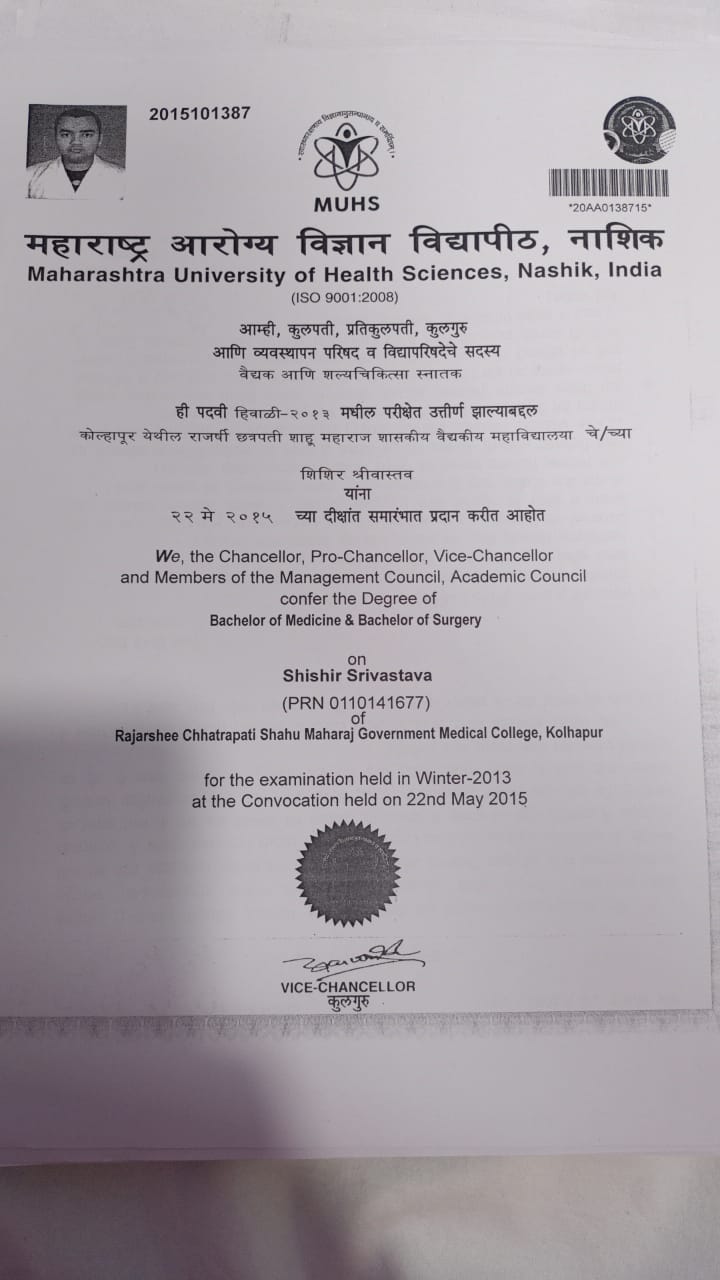 2015101387
MUHS
*20AA0138715*
महाराष्ट्र आरोग्य विज्ञान विद्यापीठ, नाशिक
Maharashtra University of Health Sciences, Nashik, India
(ISO 9001:2008)
आम्ही, कुलपती, प्रतिकुलपती, कुलगुरु
आणि व्यवस्थापन परिषद व विद्यापरिषदेचे सदस्य
वैद्यक आणि शल्यचिकित्सा स्नातक
ही पदवी हिवाळी-२०१३ मधील परीक्षेत उत्तीर्ण झाल्याबद्दल
कोल्हापूर येथील राजर्षी छत्रपती शाहू महाराज शासकीय वैद्यकीय महाविद्यालया चे/च्या
शिशिर श्रीवास्तव
यांना
२२ मे २०१५ च्या दीक्षांत समारंभात प्रदान करीत आहोत
We, the Chancellor, Pro-Chancellor, Vice-Chancellor
and Members of the Management Council, Academic Council
confer the Degree of
Bachelor of Medicine & Bachelor of Surgery
on
Shishir Srivastava
(PRN 0110141677)
of
Rajarshee Chhatrapati Shahu Maharaj Government Medical College, Kolhapur
for the examination held in Winter-2013
at the Convocation held on 22nd May 2015
VICE-CHANCELLOR
कुलगुरु